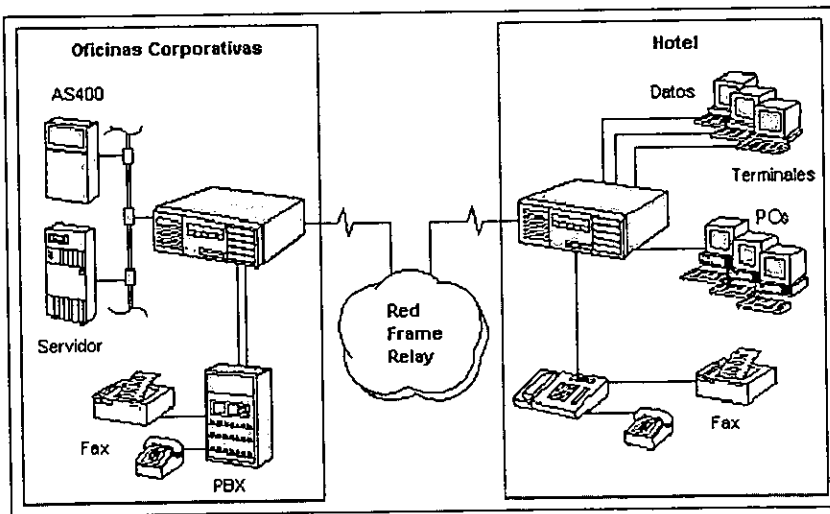 Oficinas Corporativas
AS400
Servidor
Fax
PBX
Red
Frame
Relay
Hotel
Datos
Terminales
PCs
Fax